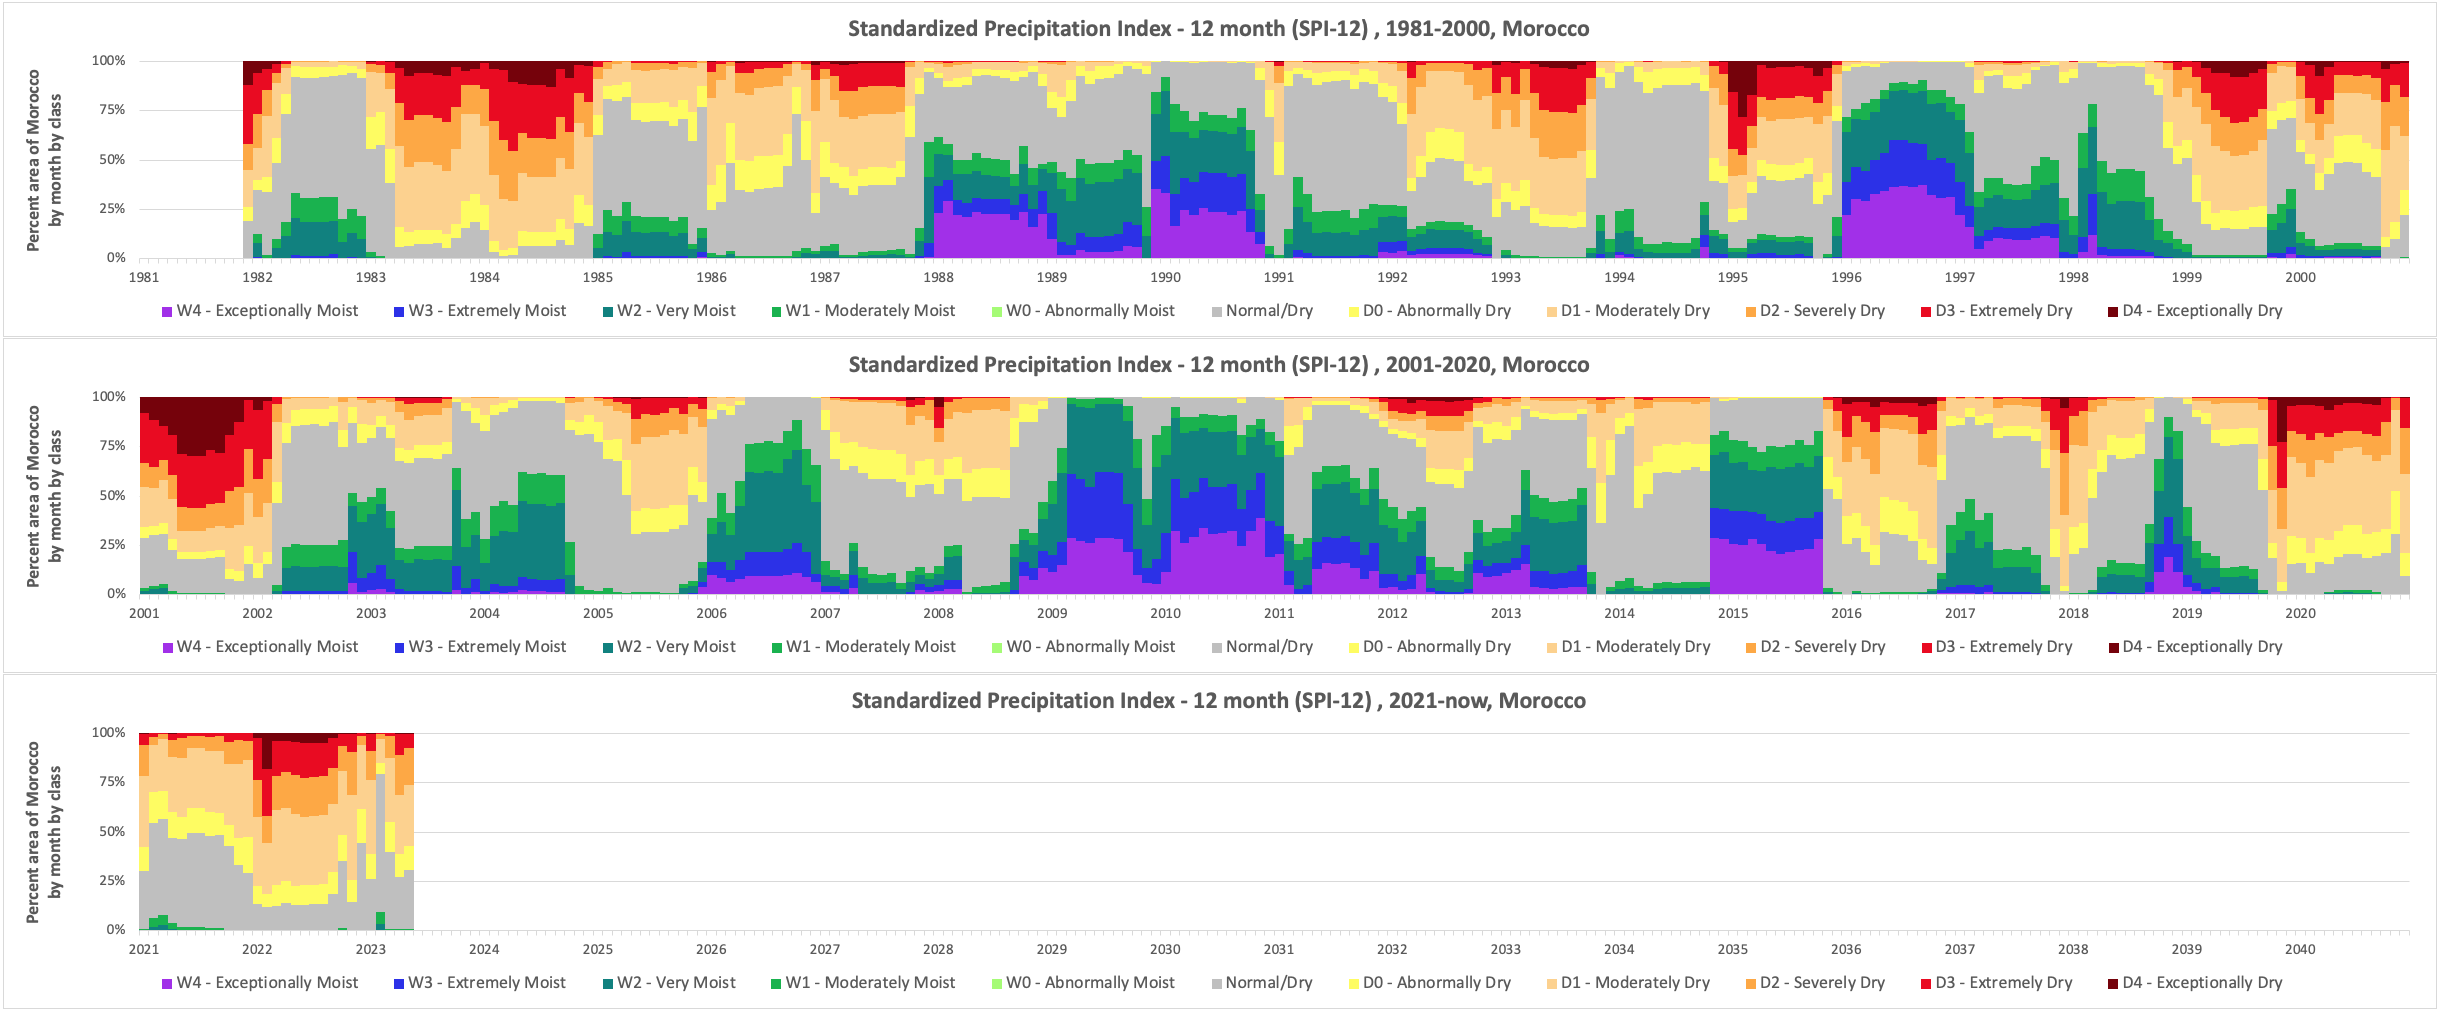 Standardized Precipitation Index - 12 month (SPI-12) , 1981-2000, Morocco
Percent area of Morocco
by month by class
100%
75%
50%
25%
0%
1981 1982 1983 1984 1985 1986 1987 1988 1989 1990 1991 1992 1993 1994 1995 1996 1997 1998 1999 2000
W4 - Exceptionally Moist W3 - Extremely Moist W2 - Very Moist W1 - Moderately Moist W0 - Abnormally Moist Normal/Dry D0 - Abnormally Dry D1 - Moderately Dry D2 - Severely Dry D3 - Extremely Dry D4 - Exceptionally Dry
Standardized Precipitation Index - 12 month (SPI-12) , 2001-2020, Morocco
Percent area of Morocco
by month by class
100%
75%
50%
25%
0%
2001 2002 2003 2004 2005 2006 2007 2008 2009 2010 2011 2012 2013 2014 2015 2016 2017 2018 2019 2020
W4 - Exceptionally Moist W3 - Extremely Moist W2 - Very Moist W1 - Moderately Moist W0 - Abnormally Moist Normal/Dry D0 - Abnormally Dry D1 - Moderately Dry D2 - Severely Dry D3 - Extremely Dry D4 - Exceptionally Dry
Standardized Precipitation Index - 12 month (SPI-12) , 2021-now, Morocco
Percent area of Morocco
by month by class
100%
75%
50%
25%
0%
2021 2022 2023 2024 2025 2026 2027 2028 2029 2030 2031 2032 2033 2034 2035 2036 2037 2038 2039 2040
W4 - Exceptionally Moist W3 - Extremely Moist W2 - Very Moist W1 - Moderately Moist W0 - Abnormally Moist Normal/Dry D0 - Abnormally Dry D1 - Moderately Dry D2 - Severely Dry D3 - Extremely Dry D4 - Exceptionally Dry